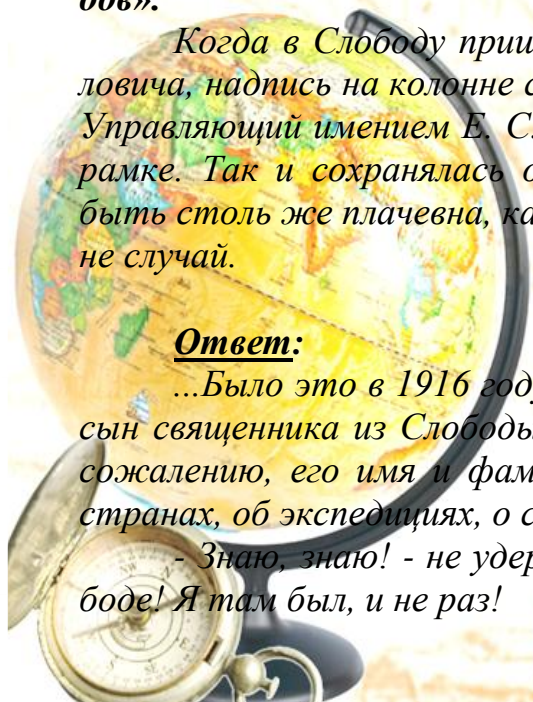 дов».
Когда в Слободу приш
ловича, надпись на колонне с
Управляющий имением Е. С.
рамке. Так и сохранялась о
быть столь же плачевна, ка
не случай.
Ответ:
...Было это в 1916 году
сын священника из Слободы
сожалению, его имя и фам
странах, об экспедициях, о с
- Знаю, знаю! - не удер
боде! Я там был, и не раз!